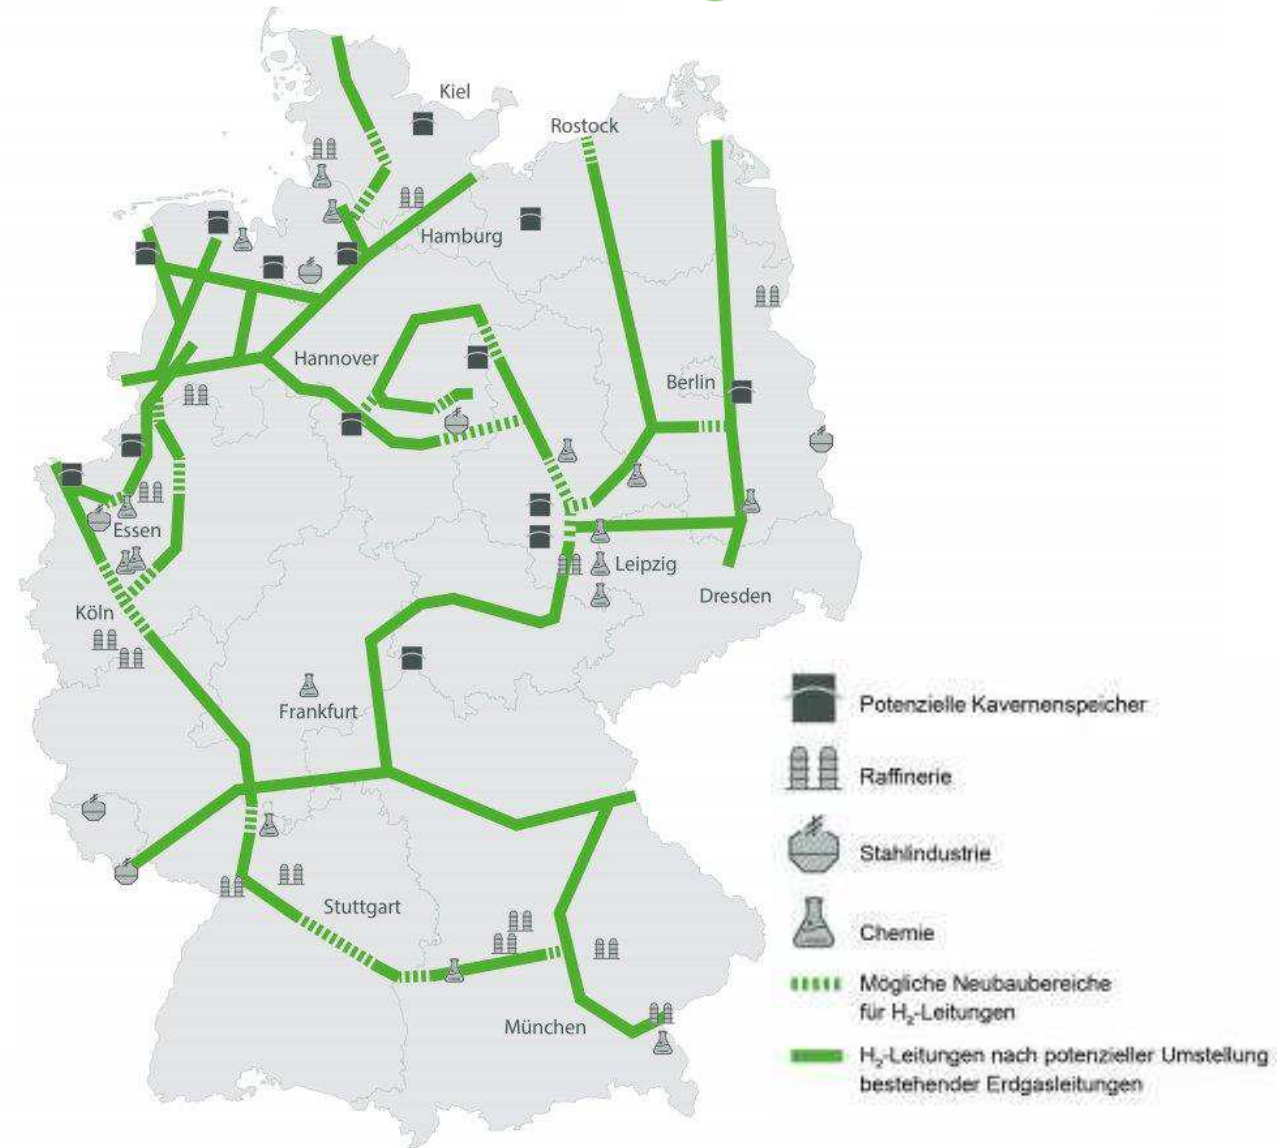 Kiel
Rostock
Hamburg
Hannover
Berlin
Essen
Leipzig
Dresden
Köln
Frankfurt
Stuttgart
München
Potenzielle Kavernenspeicher
Raffinerie
Stahlindustrie
Chemie
Mögliche Neubaubereiche
für H₂-Leitungen
H₂-Leitungen nach potenzieller Umstellung
bestehender Erdgasleitungen